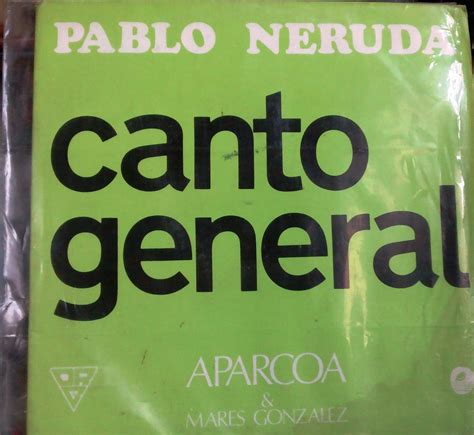 PABLO NERUDA
canto
general
APARCOA
&
MARES GONZALEZ